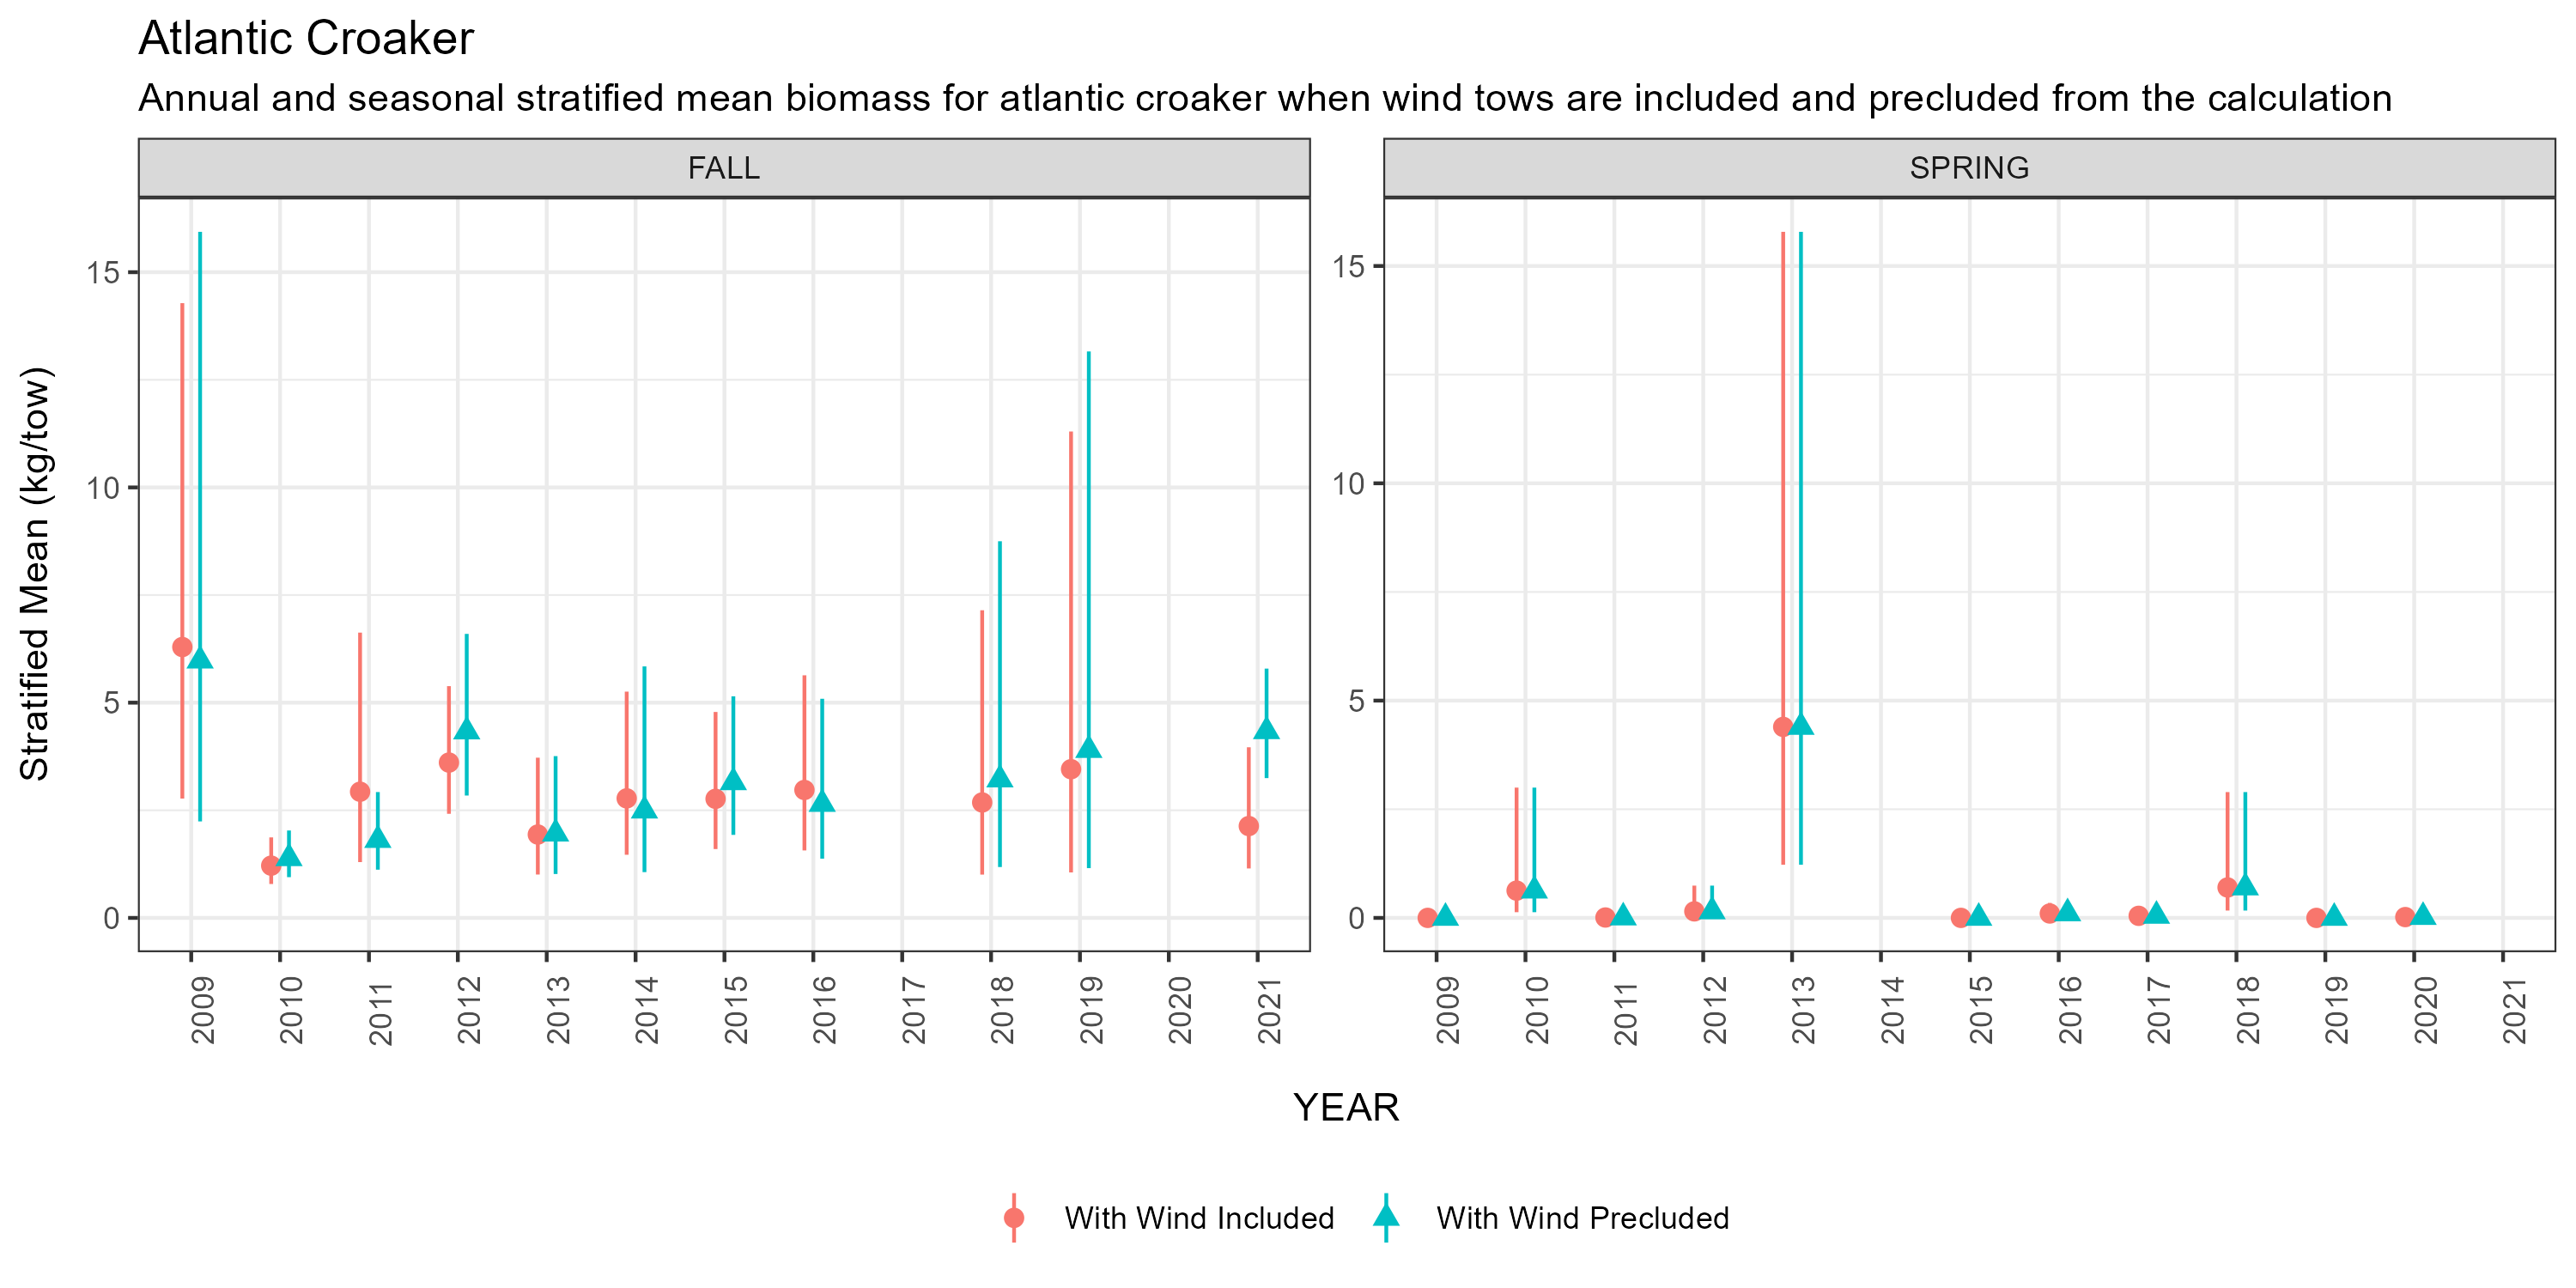 Atlantic Croaker
Annual and seasonal stratified mean biomass for atlantic croaker when wind tows are included and precluded from the calculation
FALL
SPRING
Stratified Mean (kg/tow)
15
10
5
0
15
10
5
0
2009 2010 2011 2012 2013 2014 2015 2016 2017 2018 2019 2020 2021
2009 2010 2011 2012 2013 2014 2015 2016 2017 2018 2019 2020 2021
YEAR
With Wind Included With Wind Precluded